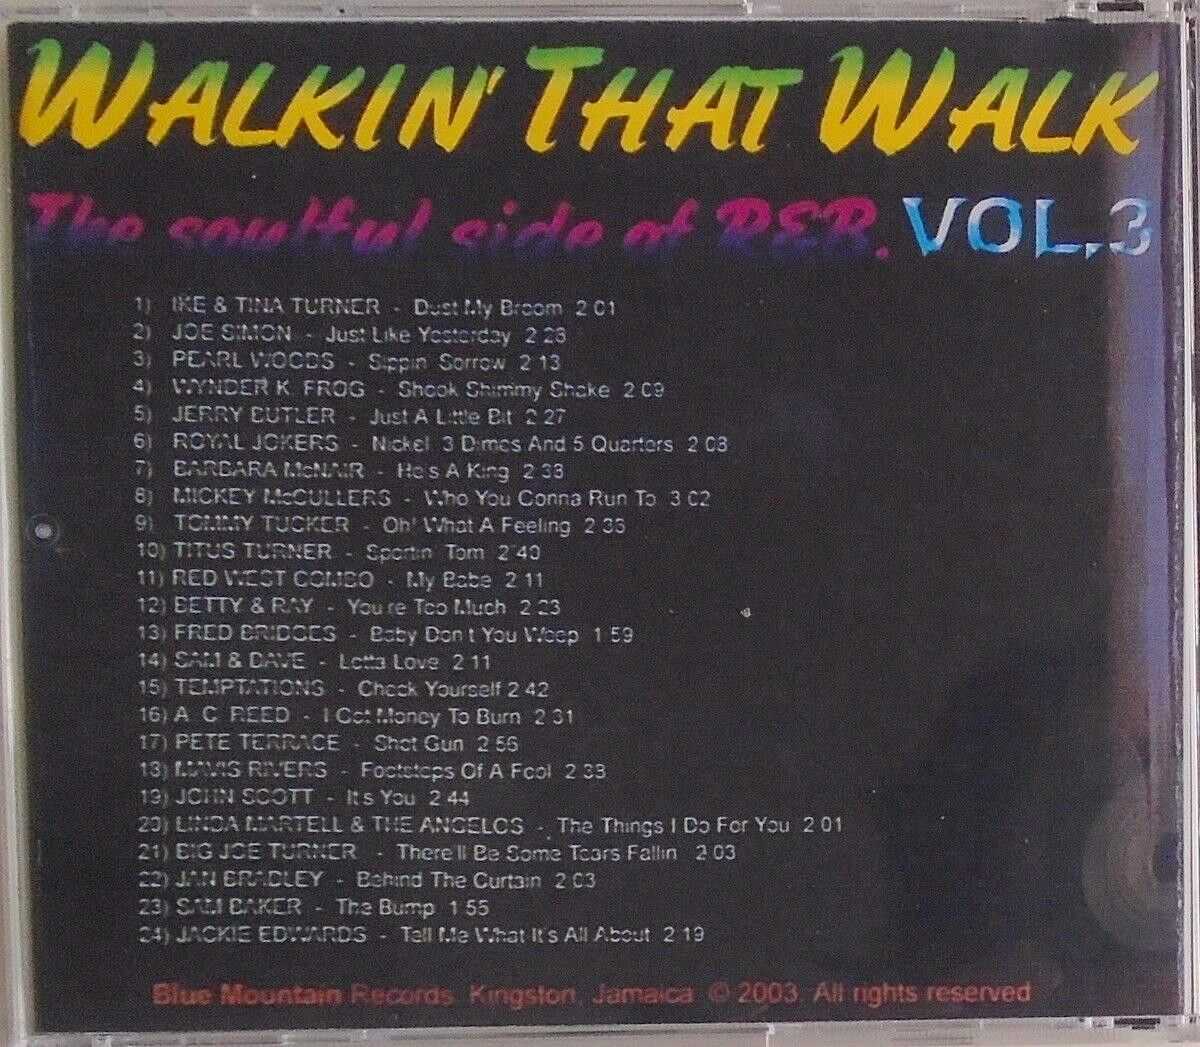 WALKIN' THAT WALK
The soulful side of R&B. VOL.3
1) IKE & TINA TURNER - Dust My Broom 2 01
2) JOE SIMON - Just Like Yesterday 2 28
3) PEARL WOODS - Sippin Sorrow 2 13
4) WYNDER K. FROG - Shook Shimmy Shake 2 09
5) JERRY BUTLER - Just A Little Bit 2 27
6) ROYAL JOKERS - Nickel 3 Dimes And 5 Quarters 2 08
7) BARBARA McNAIR - He's A King 2 38
8) MICKEY McCULLERS - Who You Gonna Run To 3 02
9) TOMMY TUCKER - Oh' What A Feeling 2 36
10) TITUS TURNER - Sportin Tom 2 40
11) RED WEST COMBO - My Babe 2 11
12) BETTY & RAY - You re Too Much 2 23
13) FRED BRIDGES - Baby Don t You Weep 1 59
14) SAM & DAVE - Lotta Love 2 11
15) TEMPTATIONS - Check Yourself 2 42
16) A C REED - I Got Money To Burn 2 31
17) PETE TERRACE - Shot Gun 2 56
18) MAVIS RIVERS - Footsteps Of A Fool 2 38
19) JOHN SCOTT - It s You 2 44
20) LINDA MARTELL & THE ANGELOS - The Things I Do For You 2 01
21) BIG JOE TURNER - There'll Be Some Tears Fallin 2 03
22) JAN BRADLEY - Behind The Curtain 2 03
23) SAM BAKER - The Bump 1 55
24) JACKIE EDWARDS - Tell Me What It's All About 2 19
Blue Mountain Records Kingston, Jamaica © 2003. All rights reserved